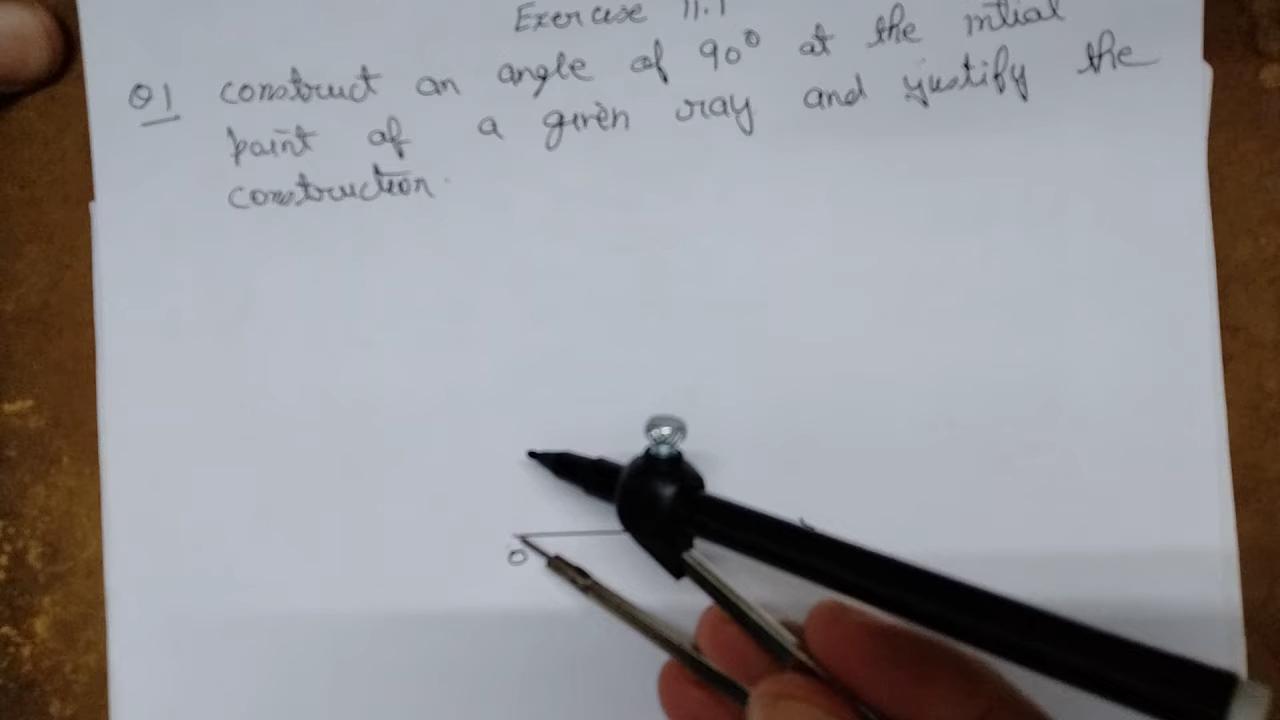 Exercise 11.1
Q1 construct an angle of 90° at the intial
point of a given ray and justify the
construction.
O